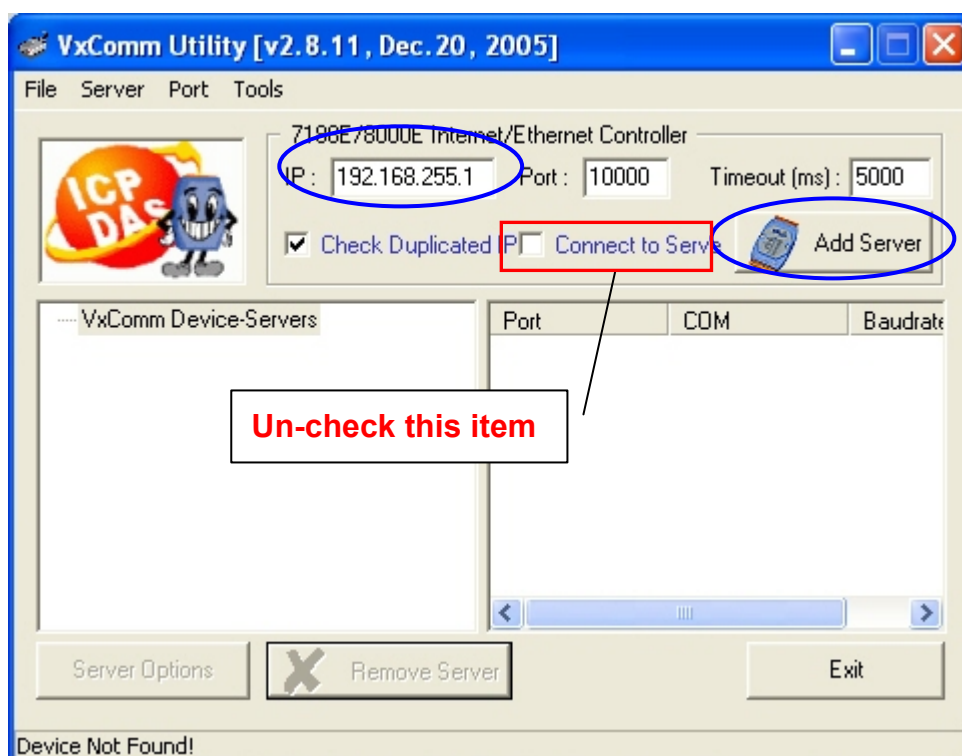 VxComm Utility [v2.8.11, Dec.20, 2005]
File Server Port Tools
ICP DAS
7188E/8000E Internet/Ethernet Controller
IP : 192.168.255.1 Port : 10000 Timeout (ms) : 5000
Check Duplicated IP Connect to Serve Add Server
VxComm Device-Servers
Port COM Baudrate
Un-check this item
Server Options Remove Server Exit
Device Not Found!